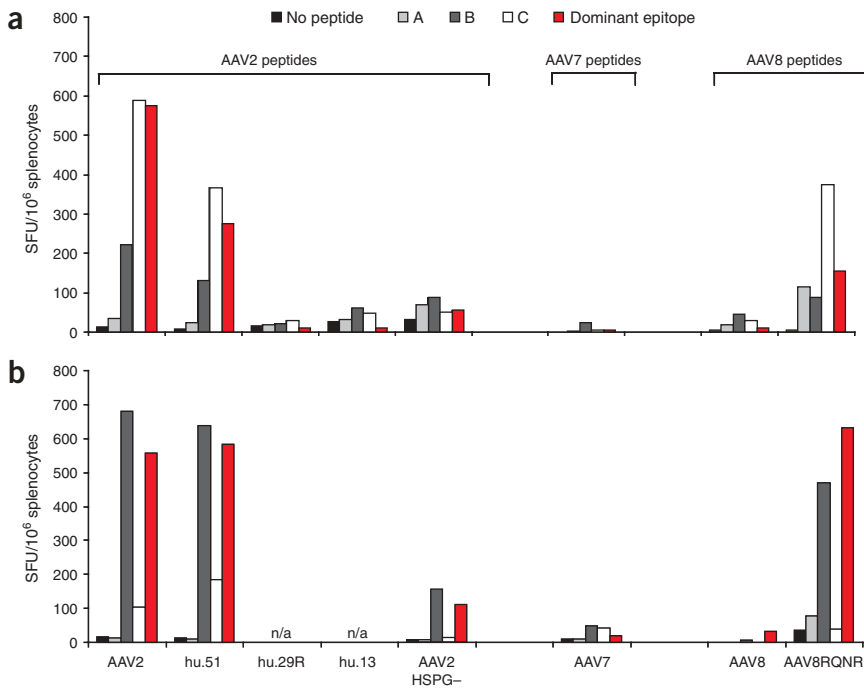 a
No peptide A B C Dominant epitope
AAV2 peptides AAV7 peptides AAV8 peptides
SFU/10⁶ splenocytes
800
700
600
500
400
300
200
100
0
b
SFU/10⁶ splenocytes
800
700
600
500
400
300
200
100
0
n/a n/a
AAV2 hu.51 hu.29R hu.13 AAV2 HSPG– AAV7 AAV8 AAV8RQNR